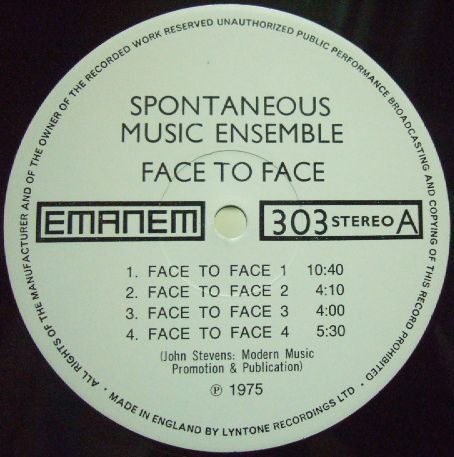 ALL RIGHTS OF THE MANUFACTURER AND OF THE OWNER OF THE RECORDED WORK RESERVED UNAUTHORIZED PUBLIC PERFORMANCE BROADCASTING AND COPYING OF THIS RECORD PROHIBITED
SPONTANEOUS
MUSIC ENSEMBLE
FACE TO FACE
EMANEM
303 STEREO A
1. FACE TO FACE 1 10:40
2. FACE TO FACE 2 4:10
3. FACE TO FACE 3 4:00
4. FACE TO FACE 4 5:30
(John Stevens: Modern Music
Promotion & Publication)
℗ 1975
· MADE IN ENGLAND BY LYNTONE RECORDINGS LTD ·